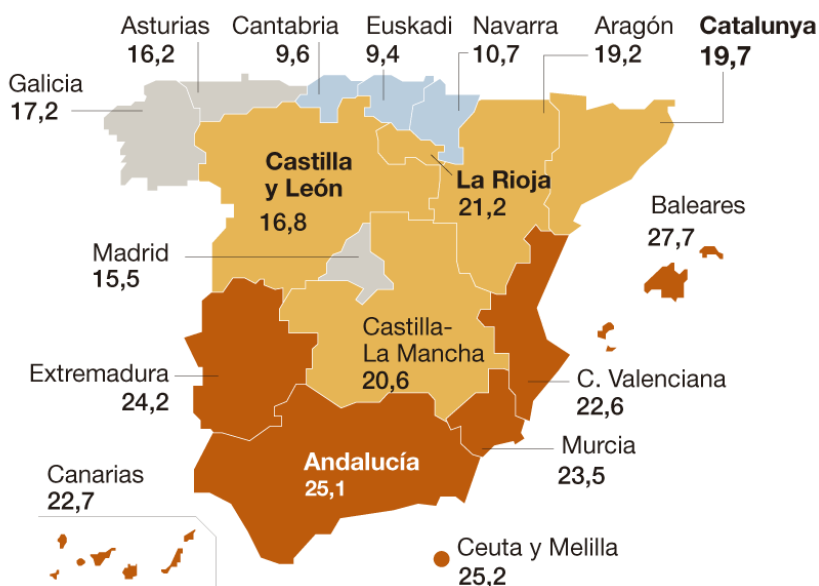 Asturias
16,2
Cantabria
9,6
Euskadi
9,4
Navarra
10,7
Aragón
19,2
Catalunya
19,7
Galicia
17,2
Castilla
y León
16,8
La Rioja
21,2
Baleares
27,7
Madrid
15,5
Castilla-
La Mancha
20,6
Extremadura
24,2
C. Valenciana
22,6
Murcia
23,5
Andalucía
25,1
Canarias
22,7
Ceuta y Melilla
25,2